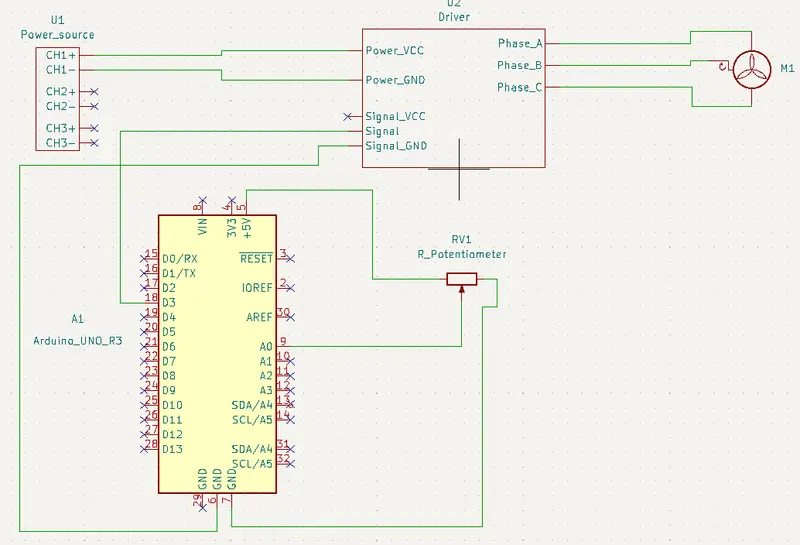 U1
Power_source
CH1+
CH1-
CH2+
CH2-
CH3+
CH3-
U2
Driver
Power_VCC
Power_GND
Signal_VCC
Signal
Signal_GND
Phase_A
Phase_B
Phase_C
M1
A1
Arduino_UNO_R3
8
4
5
VIN
3V3
+5V
15 D0/RX
16 D1/TX
17 D2
18 D3
19 D4
20 D5
21 D6
22 D7
23 D8
24 D9
25 D10
26 D11
27 D12
28 D13
RESET 3
IOREF 2
AREF 30
A0 9
A1 10
A2 11
A3 12
SDA/A4 13
SCL/A5 14
SDA/A4 31
SCL/A5 32
GND
GND
GND
29
6
7
RV1
R_Potentiometer